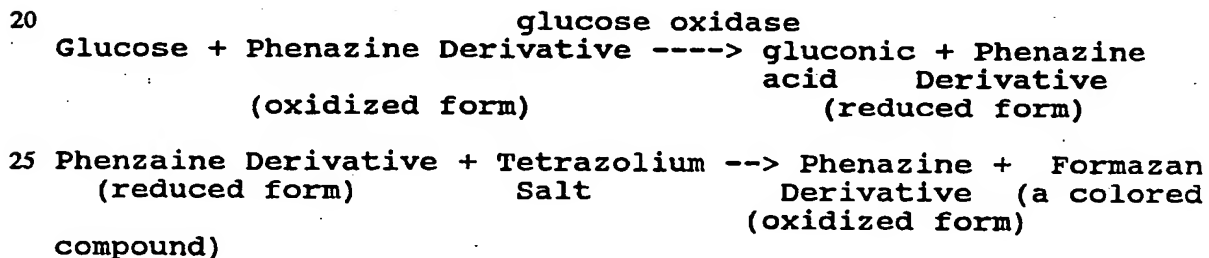 20 glucose oxidase
Glucose + Phenazine Derivative ----> gluconic + Phenazine
acid Derivative
(oxidized form) (reduced form)
25 Phenzaine Derivative + Tetrazolium --> Phenazine + Formazan
(reduced form) Salt Derivative (a colored
(oxidized form)
compound)